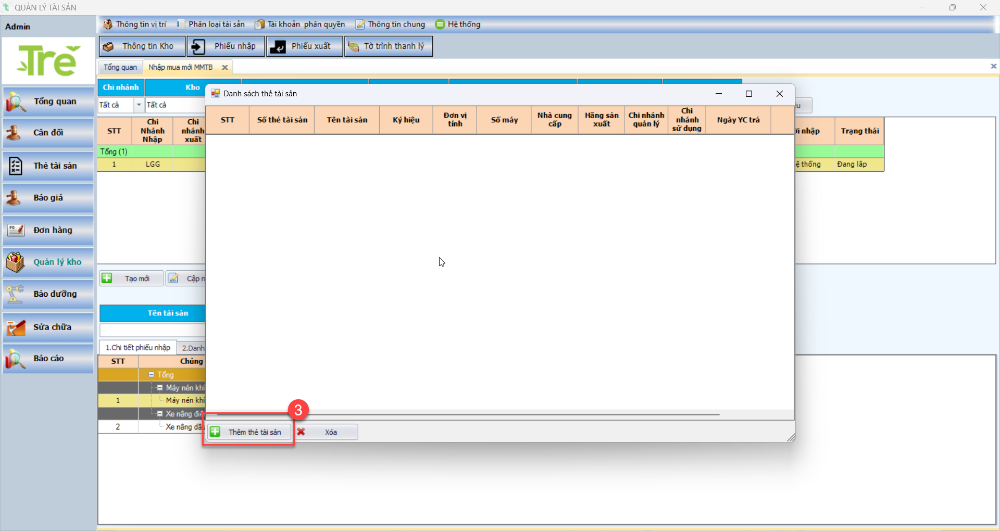 QUẢN LÝ TÀI SẢN
Admin
Thông tin vị trí
Phân loại tài sản
Tài khoản phân quyền
Thông tin chung
Hệ thống
Tre
Thông tin Kho
Phiếu nhập
Phiếu xuất
Tờ trình thanh lý
Tổng quan
Nhập mua mới MMTB
Chi nhánh
Kho
Tất cả
Tất cả
STT
Chi Nhánh Nhập
Chi nhánh xuất
Trạng thái
nhập
Tổng (1)
1
LGG
thống
Đang lập
Tổng quan
Cân đối
Thẻ tài sản
Báo giá
Đơn hàng
Quản lý kho
Bảo dưỡng
Sửa chữa
Báo cáo
Danh sách thẻ tài sản
STT
Số thẻ tài sản
Tên tài sản
Ký hiệu
Đơn vị tính
Số máy
Nhà cung cấp
Hãng sản xuất
Chi nhánh quản lý
Chi nhánh sử dụng
Ngày YC trả
Tạo mới
Cập
Tên tài sản
1.Chi tiết phiếu nhập
2.Danh
STT
Chủng
Tổng
Máy nén khí
1
Máy nén khí
Xe nâng
2
Xe nâng
3
Thêm thẻ tài sản
Xóa